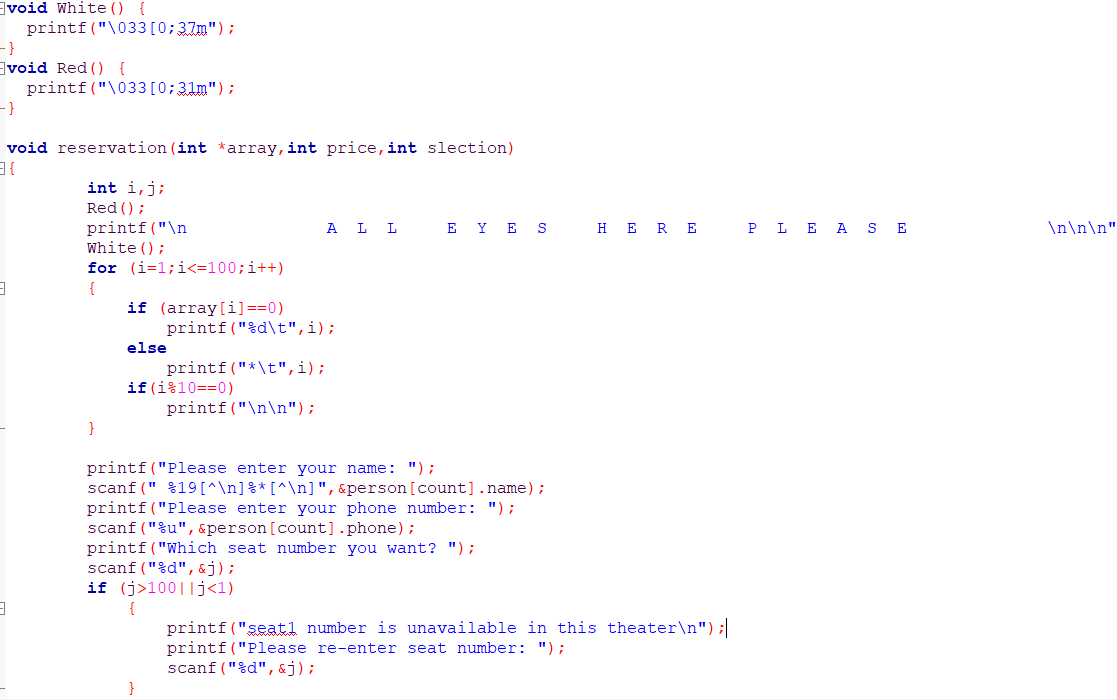 void White() {
  printf("\033[0;37m");
}
void Red() {
  printf("\033[0;31m");
}

void reservation(int *array,int price,int slection)
{
        int i,j;
        Red();
        printf("\n              A  L  L     E  Y  E  S     H  E  R  E     P  L  E  A  S  E              \n\n\n"
        White();
        for (i=1;i<=100;i++)
        {
            if (array[i]==0)
                printf("%d\t",i);
            else
                printf("*\t",i);
            if(i%10==0)
                printf("\n\n");
        }

        printf("Please enter your name: ");
        scanf(" %19[^\n]%*[^\n]",&person[count].name);
        printf("Please enter your phone number: ");
        scanf("%u",&person[count].phone);
        printf("Which seat number you want? ");
        scanf("%d",&j);
        if (j>100||j<1)
            {
                printf("seat1 number is unavailable in this theater\n");
                printf("Please re-enter seat number: ");
                scanf("%d",&j);
            }